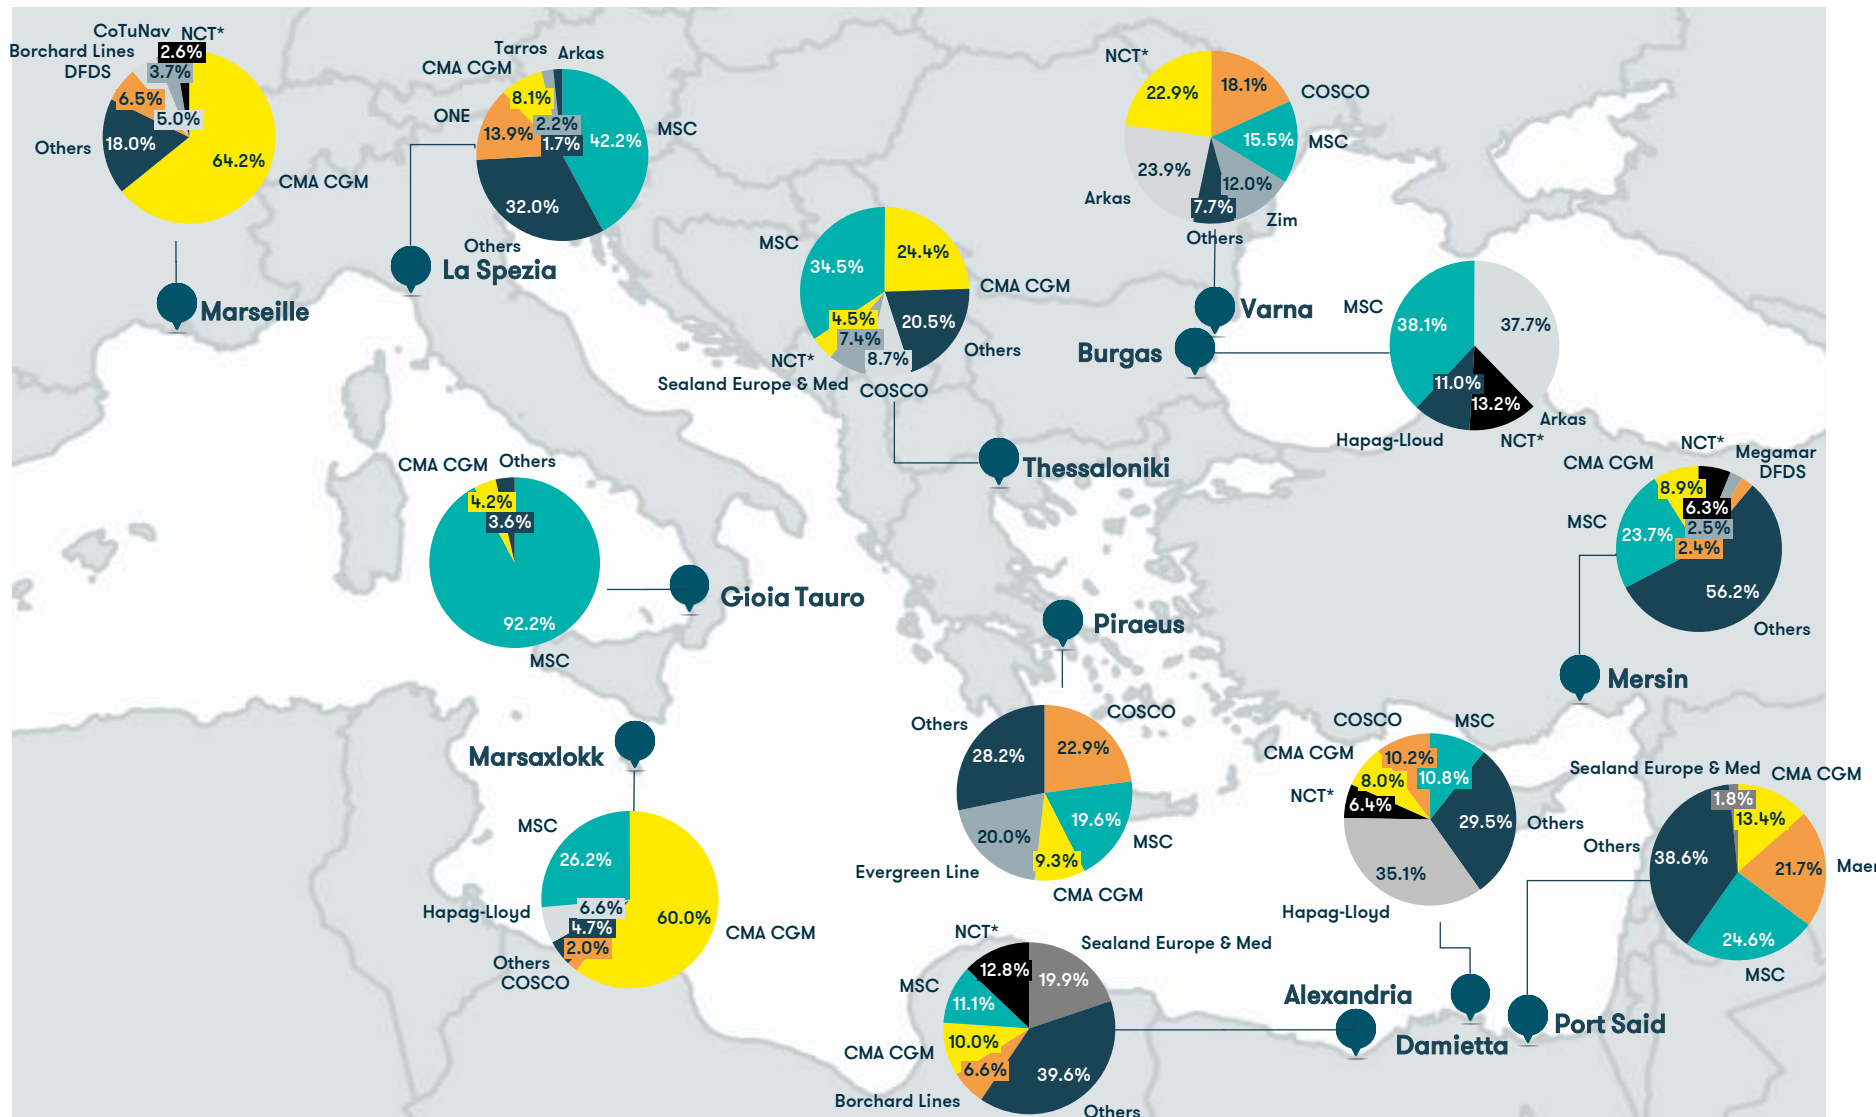 CoTuNav
NCT*
Borchard Lines
DFDS
2.6%
3.7%
6.5%
5.0%
Others
18.0%
64.2%
CMA CGM
Marseille
Tarros
Arkas
CMA CGM
8.1%
ONE
13.9%
2.2%
1.7%
42.2%
MSC
32.0%
Others
La Spezia
MSC
34.5%
24.4%
CMA CGM
4.5%
7.4%
8.7%
20.5%
Others
NCT*
Sealand Europe & Med
COSCO
Thessaloniki
NCT*
22.9%
18.1%
COSCO
15.5%
MSC
23.9%
12.0%
Arkas
7.7%
Zim
Others
Varna
Burgas
MSC
38.1%
37.7%
11.0%
13.2%
Arkas
Hapag-Lloud
NCT*
CMA CGM
Others
4.2%
3.6%
92.2%
MSC
Gioia Tauro
NCT*
Megamar
CMA CGM
DFDS
8.9%
6.3%
MSC
23.7%
2.5%
2.4%
56.2%
Others
Mersin
Piraeus
Others
COSCO
28.2%
22.9%
19.6%
MSC
20.0%
9.3%
Evergreen Line
CMA CGM
Marsaxlokk
MSC
26.2%
6.6%
60.0%
Hapag-Lloyd
4.7%
CMA CGM
2.0%
Others
COSCO
COSCO
MSC
CMA CGM
10.2%
8.0%
10.8%
NCT*
6.4%
29.5%
Others
35.1%
Hapag-Lloyd
Damietta
Sealand Europe & Med
CMA CGM
1.8%
13.4%
Others
38.6%
21.7%
Maer
24.6%
MSC
Port Said
NCT*
Sealand Europe & Med
12.8%
19.9%
MSC
11.1%
10.0%
CMA CGM
6.6%
39.6%
Borchard Lines
Others
Alexandria